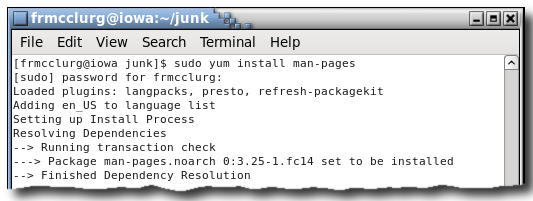 frmcclurg@iowa:~/junk
File Edit View Search Terminal Help
[frmcclurg@iowa junk]$ sudo yum install man-pages
[sudo] password for frmcclurg:
Loaded plugins: langpacks, presto, refresh-packagekit
Adding en_US to language list
Setting up Install Process
Resolving Dependencies
--> Running transaction check
---> Package man-pages.noarch 0:3.25-1.fc14 set to be installed
--> Finished Dependency Resolution